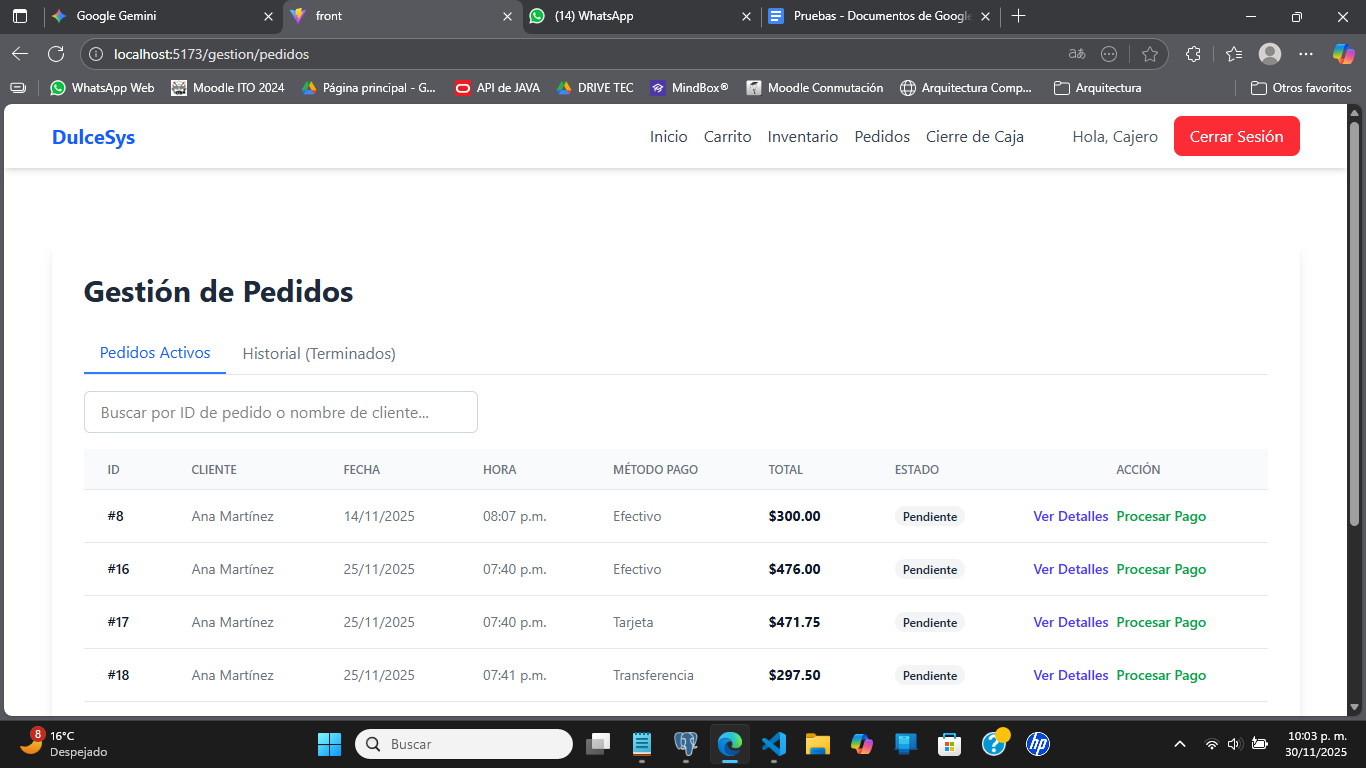 Google Gemini
front
(14) WhatsApp
Pruebas - Documentos de Google
localhost:5173/gestion/pedidos
WhatsApp Web
Moodle ITO 2024
Página principal - G...
API de JAVA
DRIVE TEC
MindBox®
Moodle Conmutación
Arquitectura Comp...
Arquitectura
Otros favoritos
DulceSys
Inicio
Carrito
Inventario
Pedidos
Cierre de Caja
Hola, Cajero
Cerrar Sesión
Gestión de Pedidos
Pedidos Activos
Historial (Terminados)
Buscar por ID de pedido o nombre de cliente...
ID CLIENTE FECHA HORA MÉTODO PAGO TOTAL ESTADO ACCIÓN
#8 Ana Martínez 14/11/2025 08:07 p.m. Efectivo $300.00 Pendiente Ver Detalles Procesar Pago
#16 Ana Martínez 25/11/2025 07:40 p.m. Efectivo $476.00 Pendiente Ver Detalles Procesar Pago
#17 Ana Martínez 25/11/2025 07:40 p.m. Tarjeta $471.75 Pendiente Ver Detalles Procesar Pago
#18 Ana Martínez 25/11/2025 07:41 p.m. Transferencia $297.50 Pendiente Ver Detalles Procesar Pago
8
16°C
Despejado
Buscar
10:03 p. m.
30/11/2025